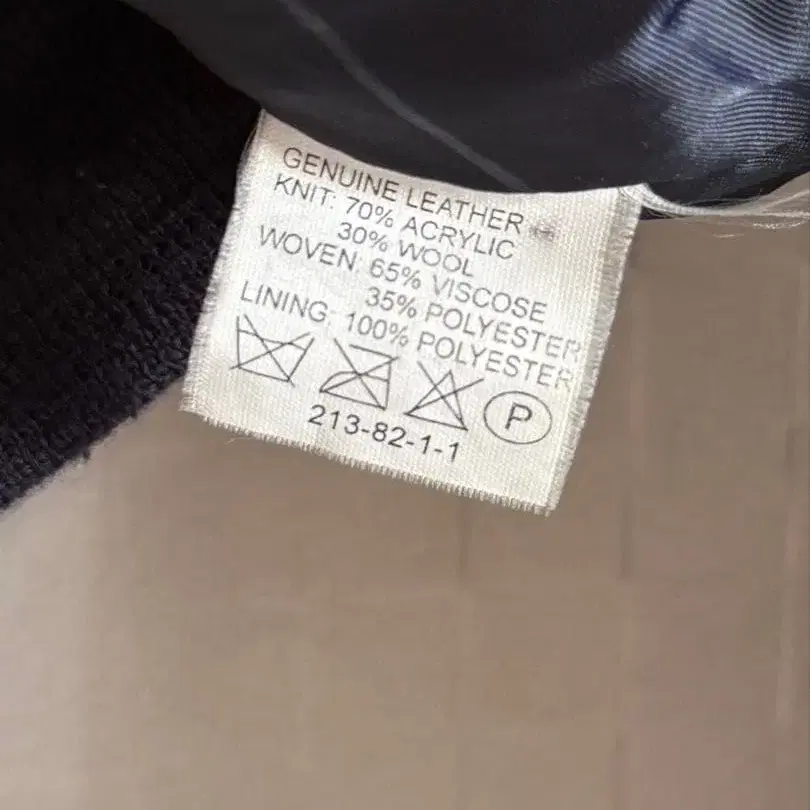 GENUINE LEATHER
KNIT: 70% ACRYLIC
30% WOOL
WOVEN: 65% VISCOSE
35% POLYESTER
LINING: 100% POLYESTER
P
213-82-1-1